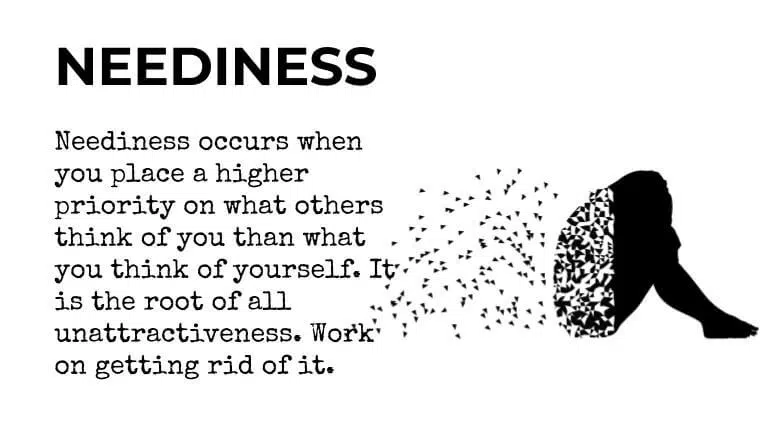 NEEDINESS
Neediness occurs when
you place a higher
priority on what others
think of you than what
you think of yourself. It
is the root of all
unattractiveness. Work
on getting rid of it.